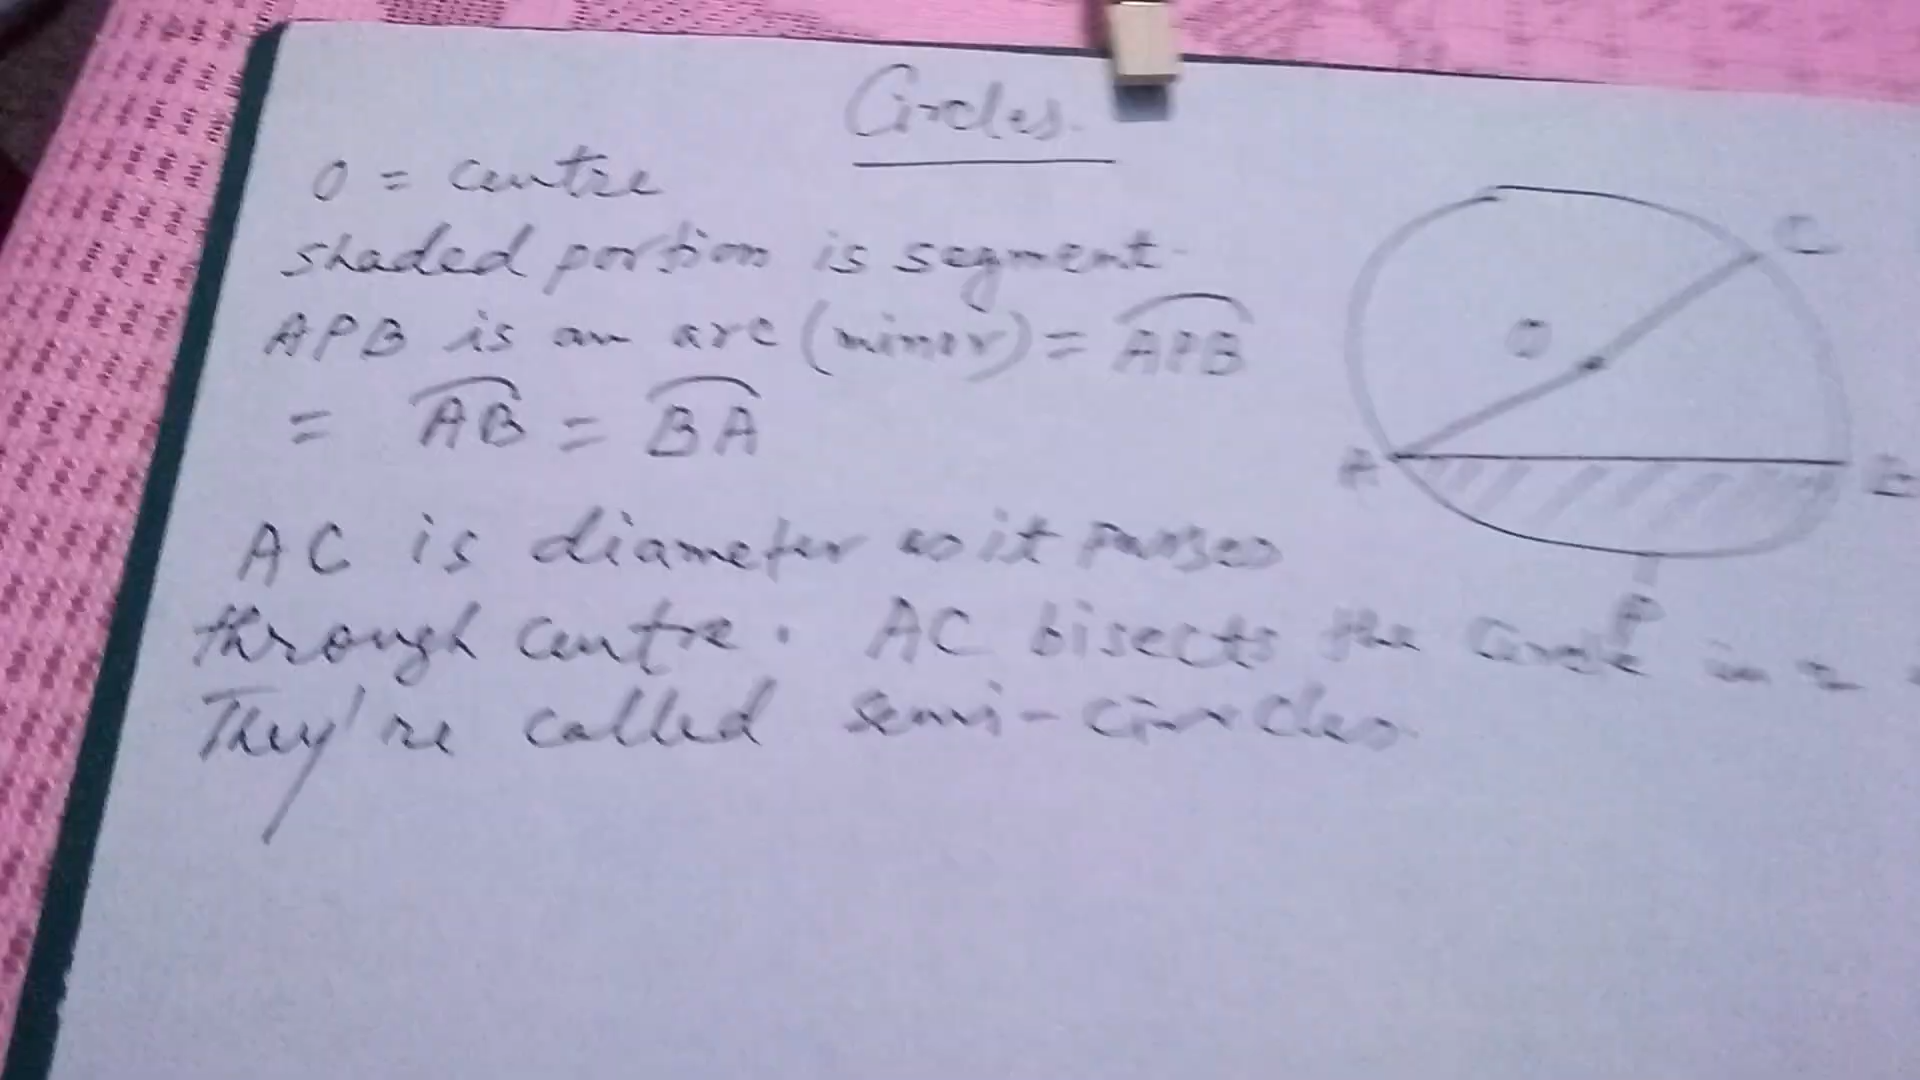 Circles.
O = centre
shaded portion is segment.
APB is an arc (minor) = APB
= AB = BA
AC is diameter as it passes
through centre. AC bisects the circle in 2
They're called semi-circles.
O
C
A
B
P